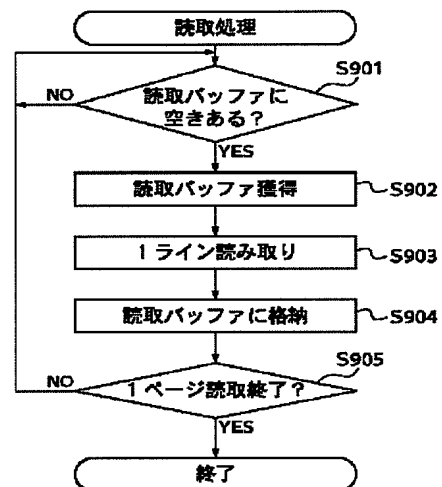 読取処理
S901
NO
読取バッファに
空きある?
YES
読取バッファ獲得
S902
1ライン読み取り
S903
読取バッファに格納
S904
S905
NO
1ページ読取終了?
YES
終了